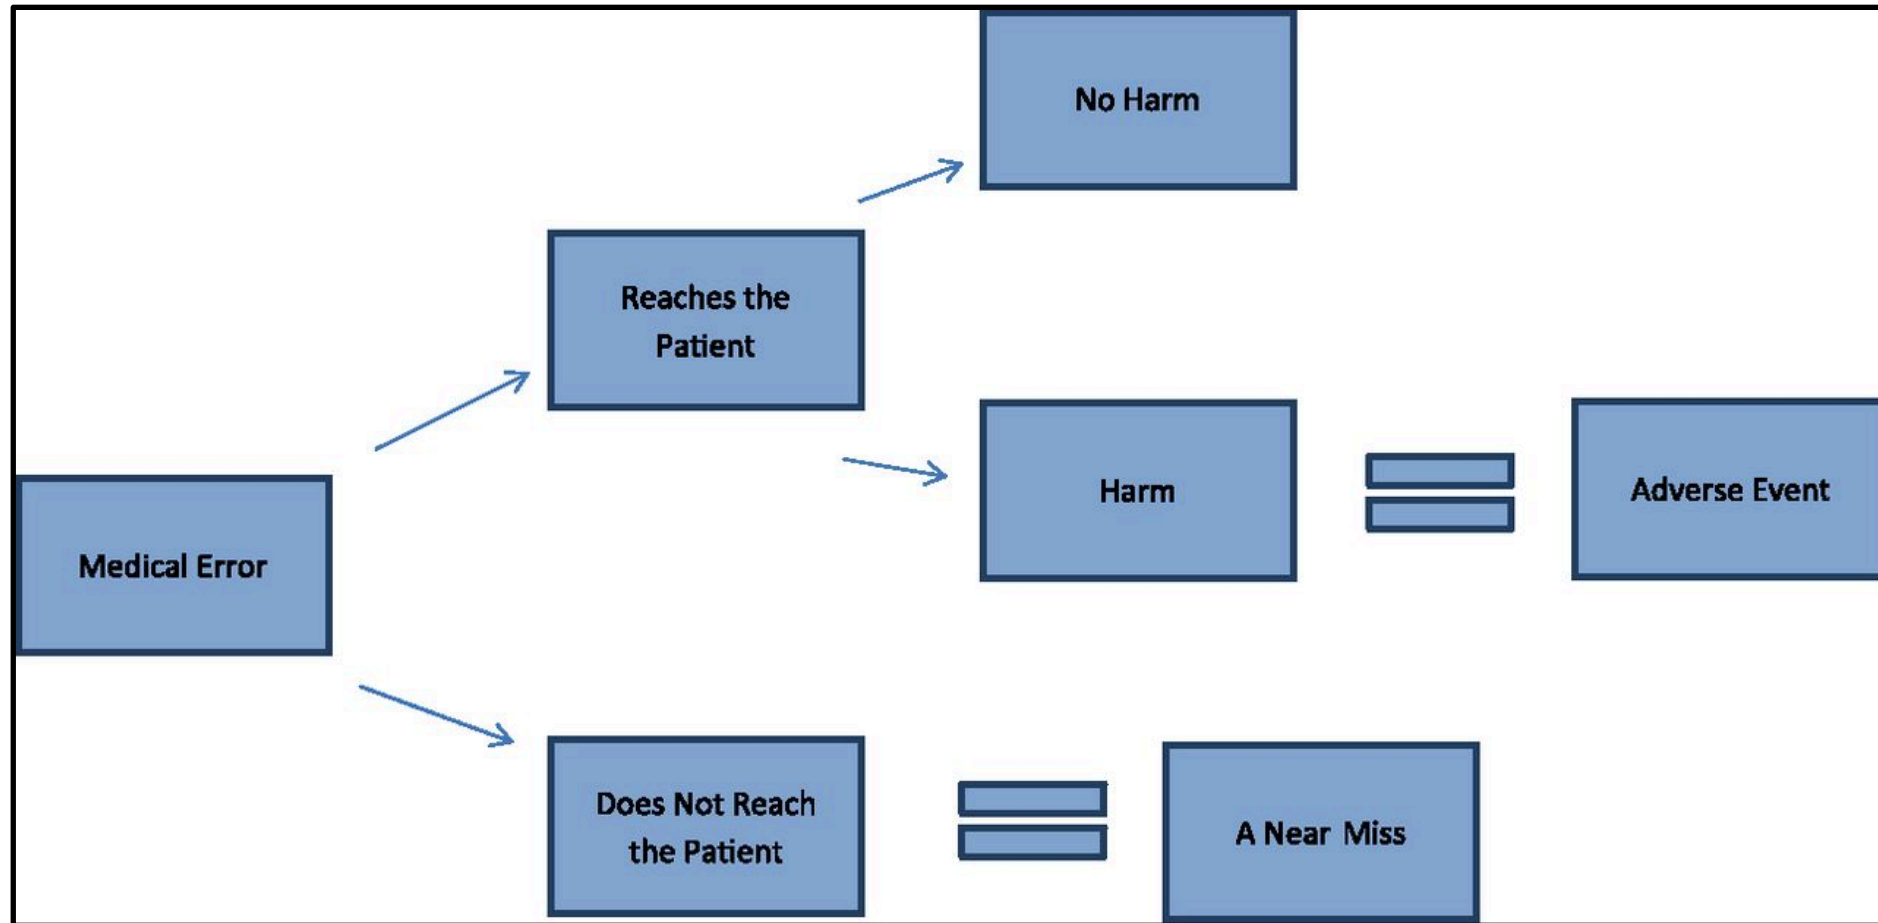 No Harm
Reaches the
Patient
Harm
Adverse Event
Medical Error
Does Not Reach
the Patient
A Near Miss